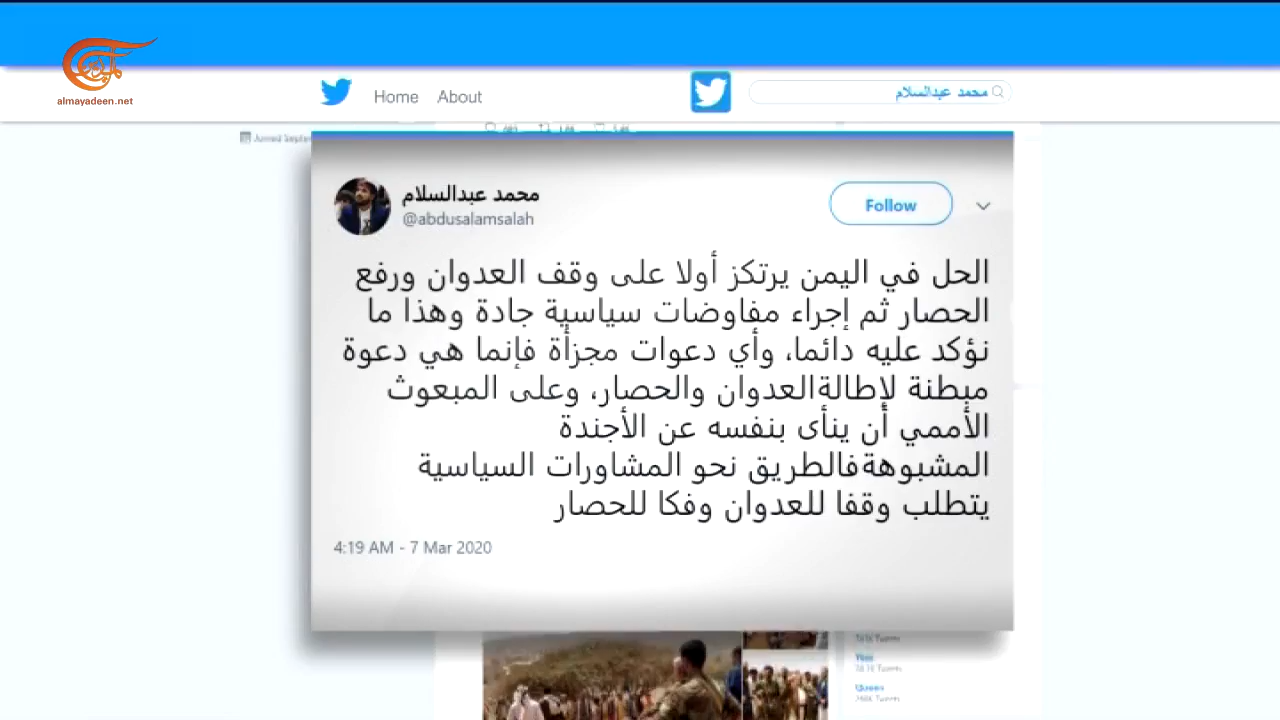 almayadeen.net
Home
About
محمد عبدالسلام
محمد عبدالسلام
@abdusalamsalah
Follow
الحل في اليمن يرتكز أولا على وقف العدوان ورفع
الحصار ثم إجراء مفاوضات سياسية جادة وهذا ما
نؤكد عليه دائما، وأي دعوات مجزأة فإنما هي دعوة
مبطنة لإطالةالعدوان والحصار، وعلى المبعوث
الأممي أن ينأى بنفسه عن الأجندة
المشبوهةفالطريق نحو المشاورات السياسية
يتطلب وقفا للعدوان وفكا للحصار
4:19 AM - 7 Mar 2020